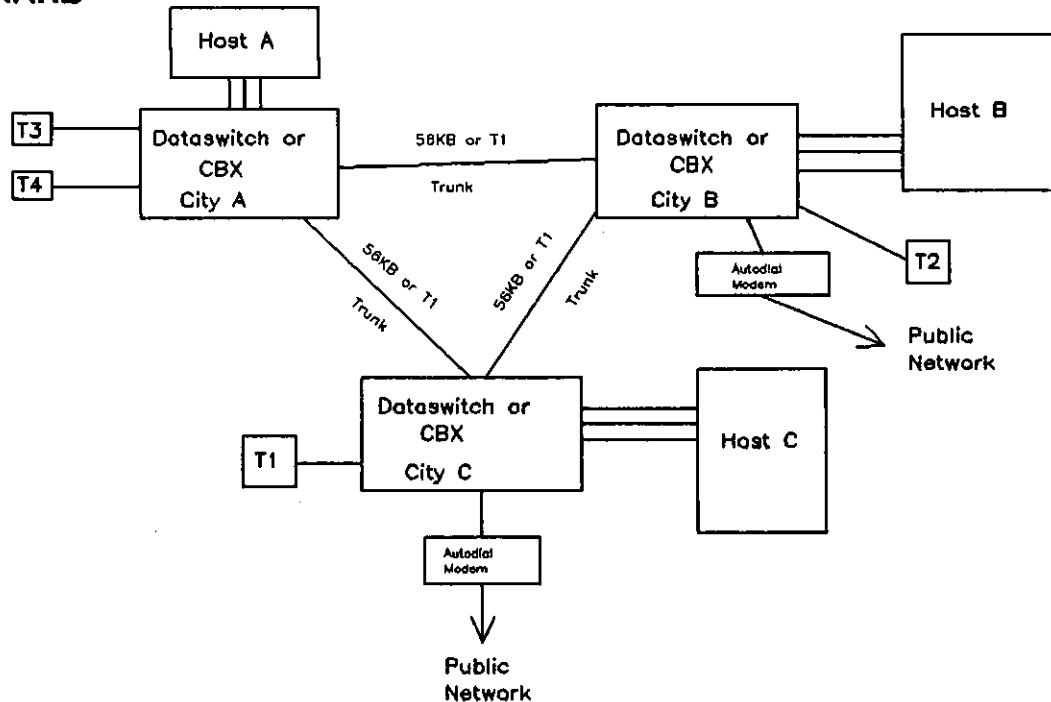 Host A
T3
T4
Dataswitch or
CBX
City A
56KB or T1
Trunk
Dataswitch or
CBX
City B
Host B
T2
Autodial
Modem
Public
Network
56KB or T1
Trunk
56KB or T1
Trunk
Dataswitch or
CBX
City C
T1
Host C
Autodial
Modem
Public
Network